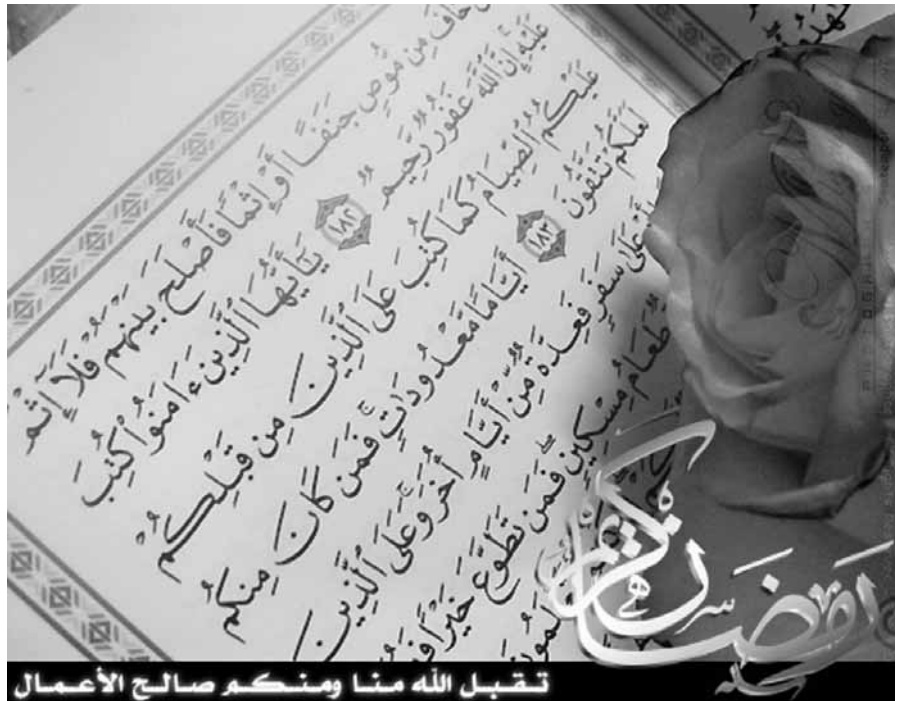 خَافَ مِن مُّوصٍ جَنَفًا أَوْ إِثْمًا فَأَصْلَحَ بَيْنَهُمْ فَلَآ إِثْمَ
عَلَيْهِ إِنَّ ٱللَّهَ غَفُورٌ رَّحِيمٌ ١٨٢ يَٰٓأَيُّهَا ٱلَّذِينَ ءَامَنُوا۟ كُتِبَ
عَلَيْكُمُ ٱلصِّيَامُ كَمَا كُتِبَ عَلَى ٱلَّذِينَ مِن قَبْلِكُمْ
لَعَلَّكُمْ تَتَّقُونَ ١٨٣ أَيَّامًا مَّعْدُودَٰتٍ ۚ فَمَن كَانَ مِنكُم
عَلَىٰ سَفَرٍ فَعِدَّةٌ مِّنْ أَيَّامٍ أُخَرَ ۚ وَعَلَى ٱلَّذِينَ
طَعَامُ مِسْكِينٍ ۖ فَمَن تَطَوَّعَ خَيْرًا
رمضان كريم
تقبل الله منا ومنكم صالح الأعمال